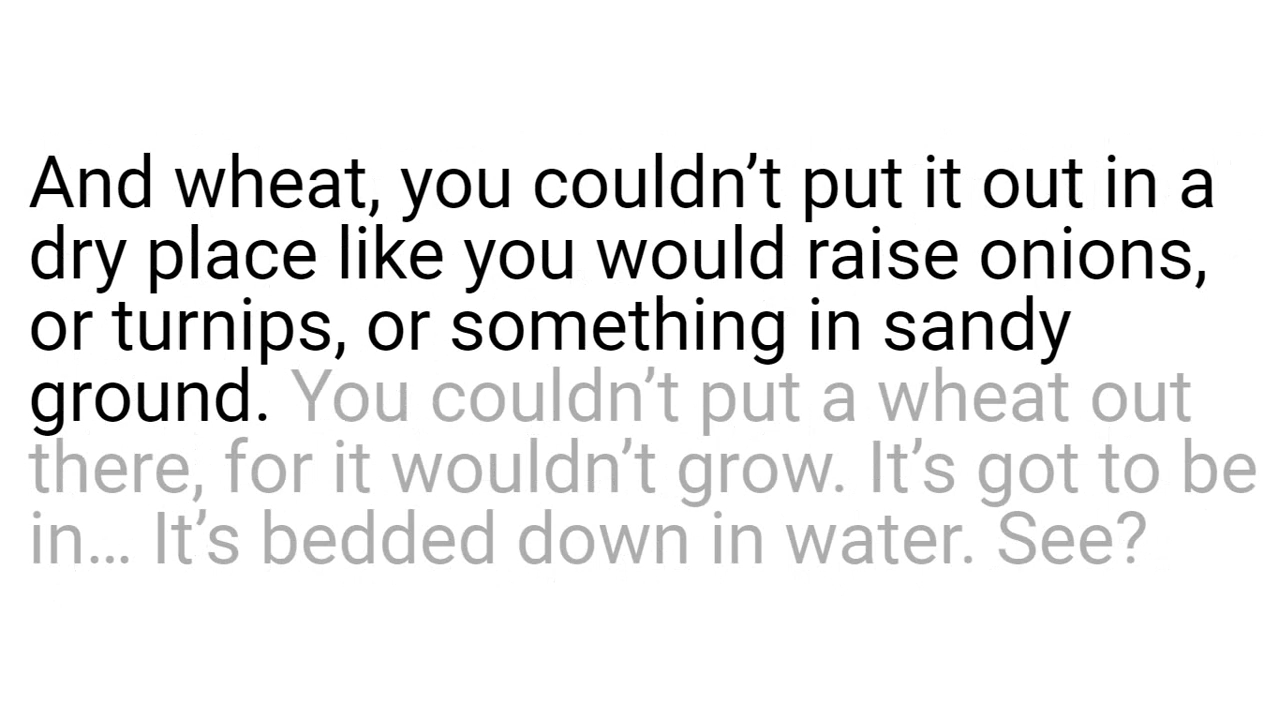 And wheat, you couldn’t put it out in a
dry place like you would raise onions,
or turnips, or something in sandy
ground. You couldn’t put a wheat out
there, for it wouldn’t grow. It’s got to be
in… It’s bedded down in water. See?